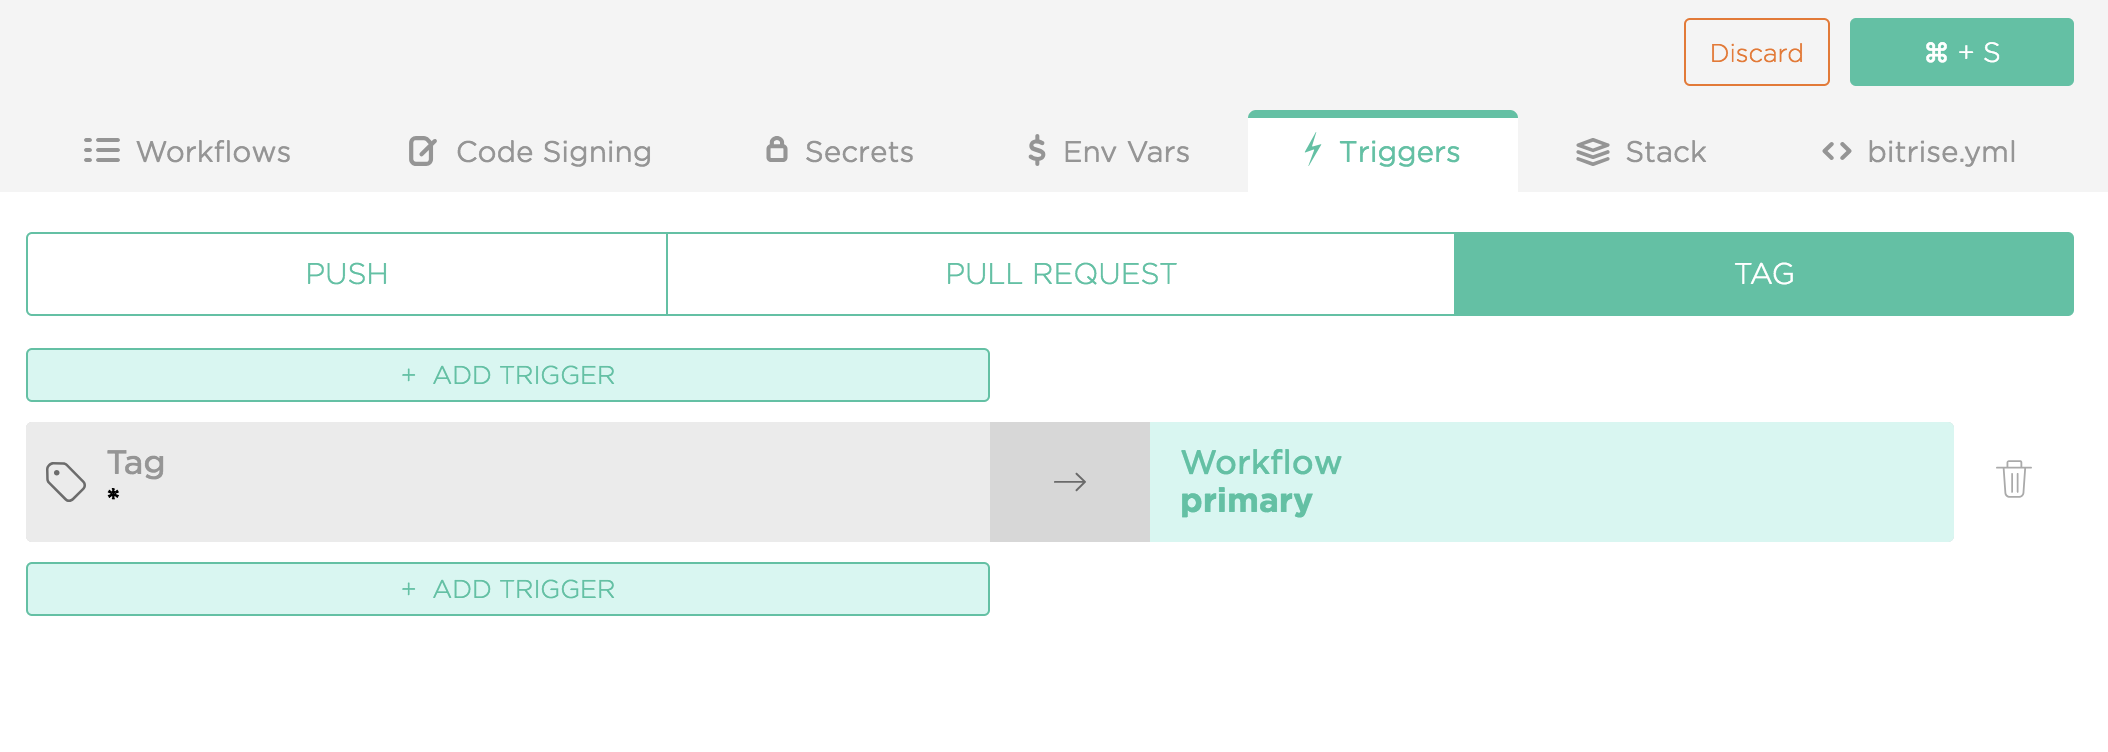 Discard
⌘ + S
Workflows
Code Signing
Secrets
$ Env Vars
Triggers
Stack
<> bitrise.yml
PUSH
PULL REQUEST
TAG
+ ADD TRIGGER
Tag
*
→
Workflow
primary
+ ADD TRIGGER